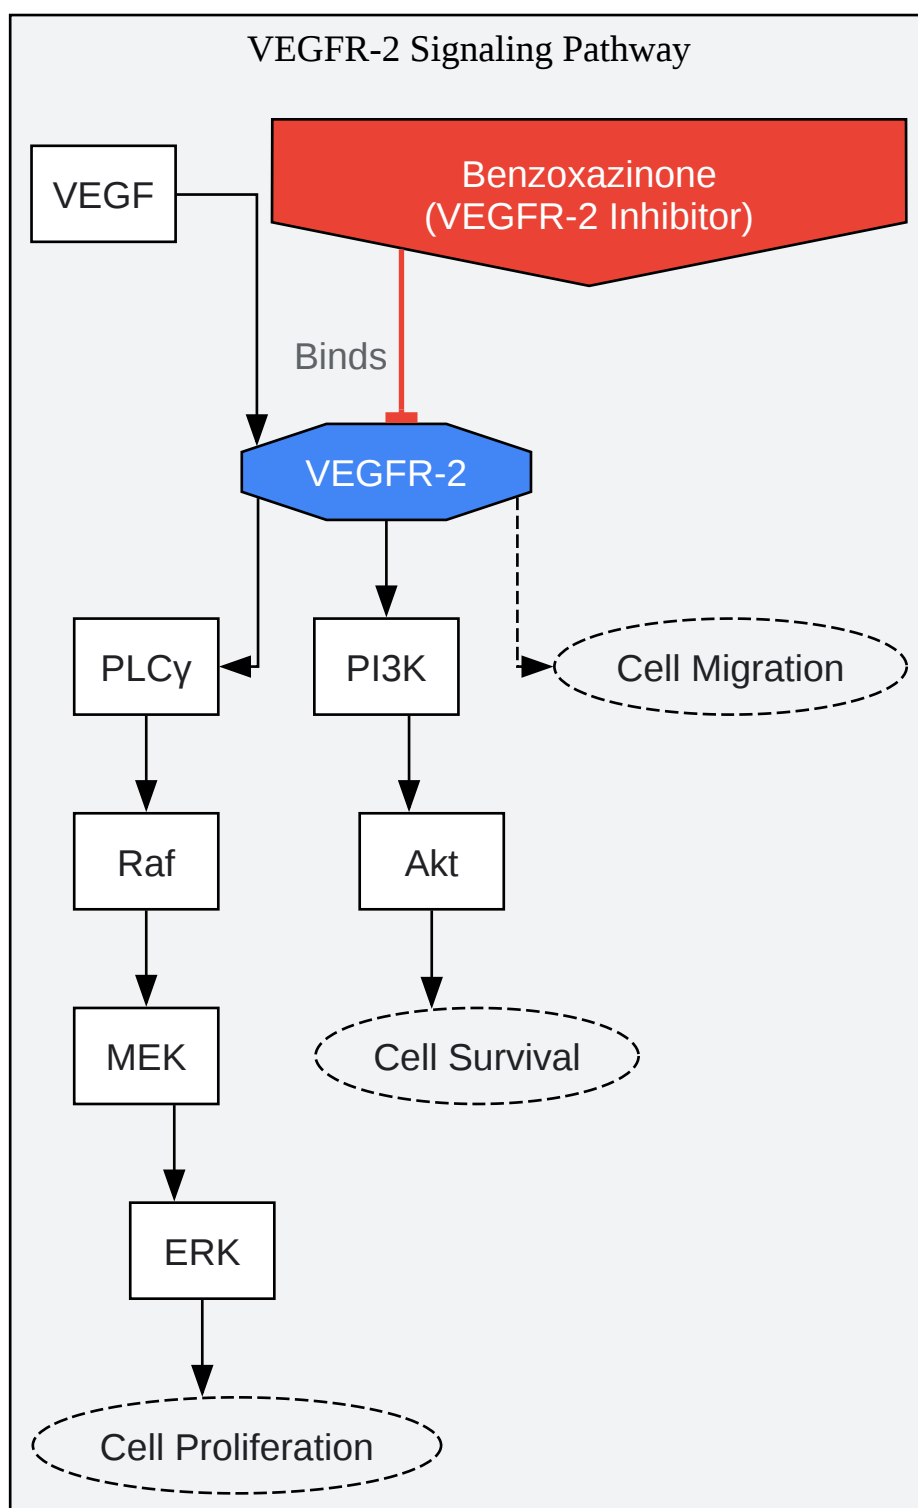 VEGFR-2 Signaling Pathway
VEGF
Benzoxazinone
(VEGFR-2 Inhibitor)
Binds
VEGFR-2
PLCγ
PI3K
Cell Migration
Raf
Akt
MEK
Cell Survival
ERK
Cell Proliferation